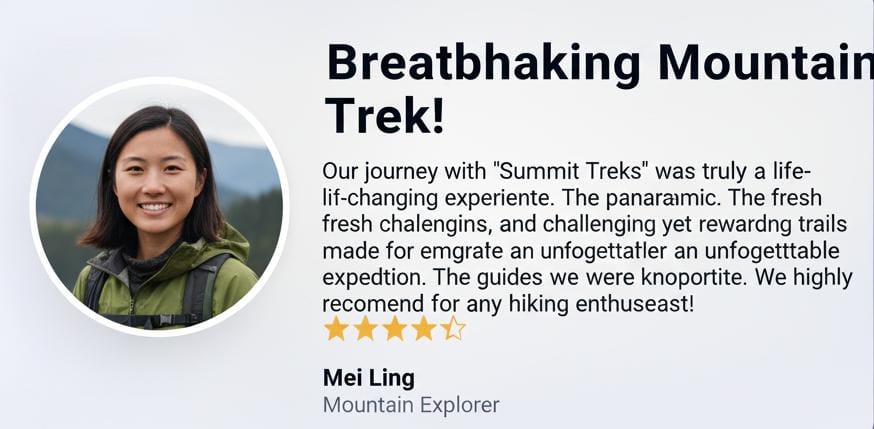 Breatbhaking Mountain
Trek!
Our journey with "Summit Treks" was truly a life-
lif-changing experiente. The panaramic. The fresh
fresh chalengins, and challenging yet rewardng trails
made for emgrafe an unfogettatler an unfogetttable
expedtion. The guides we were knoportite. We highly
recomend for any hiking enthuseast!
Mei Ling
Mountain Explorer